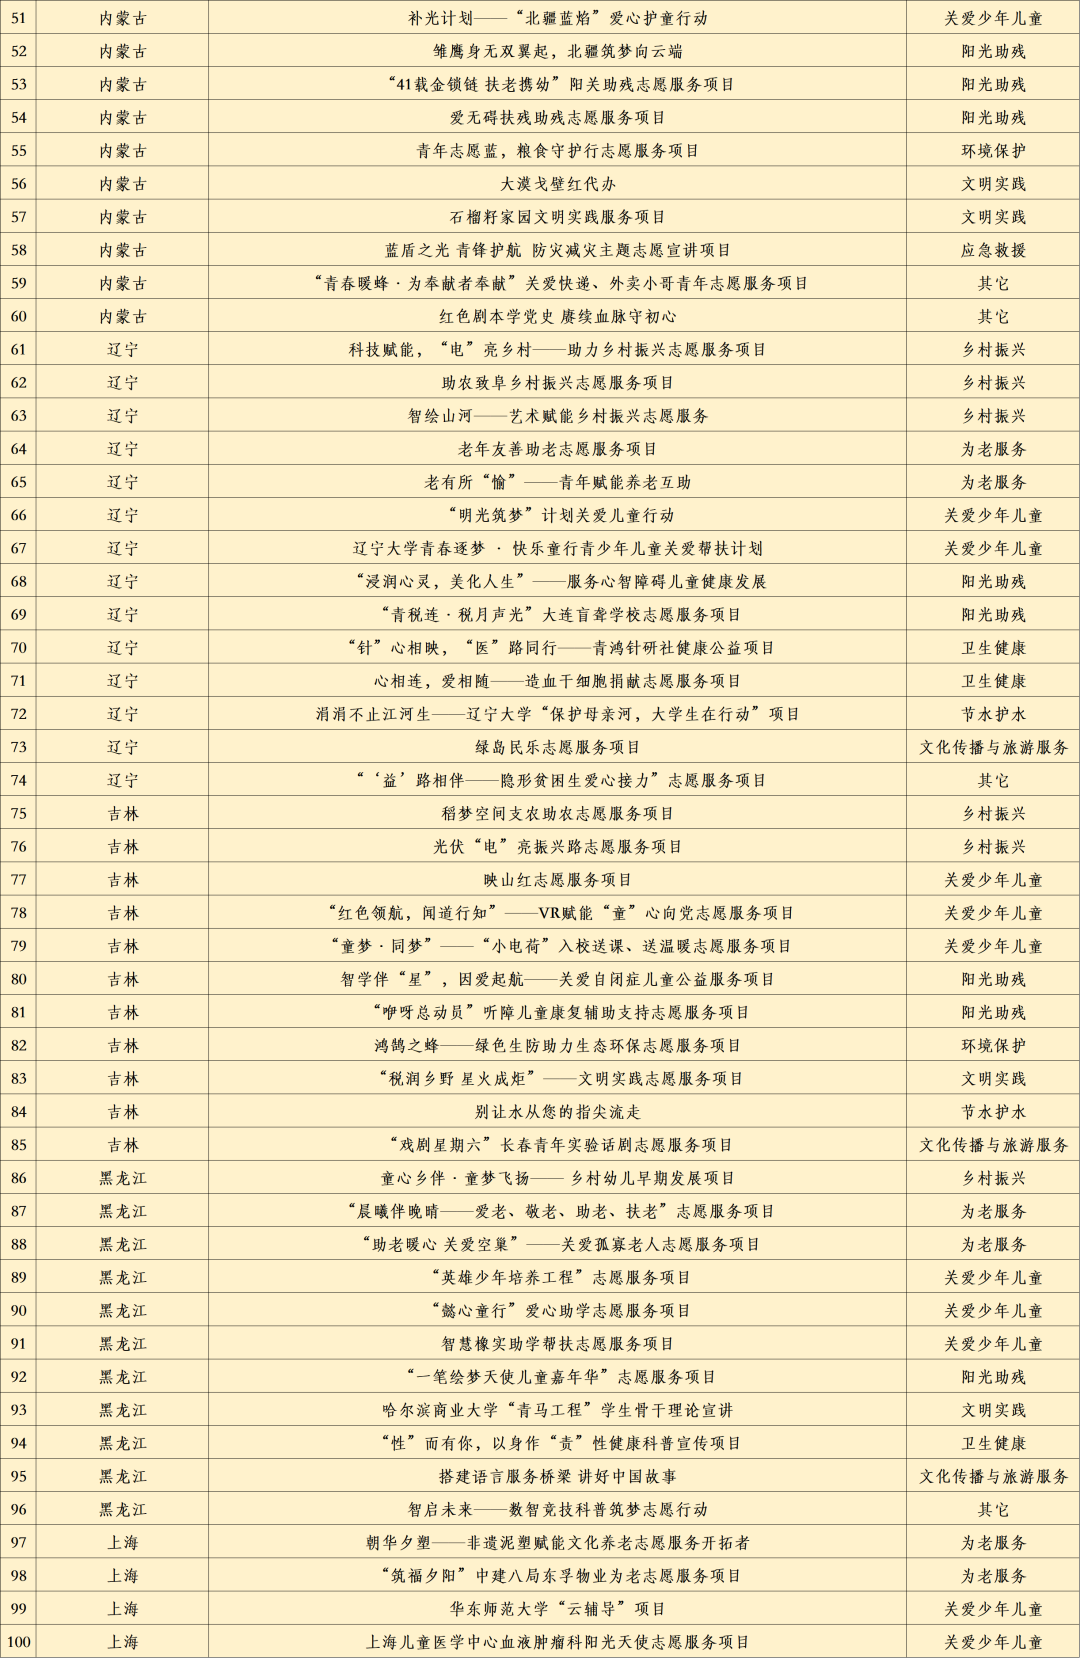 51 内蒙古 补光计划——“北疆蓝焰”爱心护童行动 关爱少年儿童
52 内蒙古 雏鹰身无双翼起，北疆筑梦向云端 阳光助残
53 内蒙古 “41载金锁链 扶老携幼”阳关助残志愿服务项目 阳光助残
54 内蒙古 爱无碍扶残助残志愿服务项目 阳光助残
55 内蒙古 青年志愿蓝，粮食守护行志愿服务项目 环境保护
56 内蒙古 大漠戈壁红代办 文明实践
57 内蒙古 石榴籽家园文明实践服务项目 文明实践
58 内蒙古 蓝盾之光 青锋护航 防灾减灾主题志愿宣讲项目 应急救援
59 内蒙古 “青春暖蜂·为奉献者奉献”关爱快递、外卖小哥青年志愿服务项目 其它
60 内蒙古 红色剧本学党史 赓续血脉守初心 其它
61 辽宁 科技赋能，“电”亮乡村——助力乡村振兴志愿服务项目 乡村振兴
62 辽宁 助农致阜乡村振兴志愿服务项目 乡村振兴
63 辽宁 智绘山河——艺术赋能乡村振兴志愿服务 乡村振兴
64 辽宁 老年友善助老志愿服务项目 为老服务
65 辽宁 老有所“愉”——青年赋能养老互助 为老服务
66 辽宁 “明光筑梦”计划关爱儿童行动 关爱少年儿童
67 辽宁 辽宁大学青春逐梦 · 快乐童行青少年儿童关爱帮扶计划 关爱少年儿童
68 辽宁 “浸润心灵，美化人生”——服务心智障碍儿童健康发展 阳光助残
69 辽宁 “青税连·税月声光”大连盲聋学校志愿服务项目 阳光助残
70 辽宁 “针”心相映，“医”路同行——青鸿针研社健康公益项目 卫生健康
71 辽宁 心相连，爱相随——造血干细胞捐献志愿服务项目 卫生健康
72 辽宁 涓涓不止江河生——辽宁大学“保护母亲河，大学生在行动”项目 节水护水
73 辽宁 绿岛民乐志愿服务项目 文化传播与旅游服务
74 辽宁 “‘益’路相伴——隐形贫困生爱心接力”志愿服务项目 其它
75 吉林 稻梦空间支农助农志愿服务项目 乡村振兴
76 吉林 光伏“电”亮振兴路志愿服务项目 乡村振兴
77 吉林 映山红志愿服务项目 关爱少年儿童
78 吉林 “红色领航，闻道行知”——VR赋能“童”心向党志愿服务项目 关爱少年儿童
79 吉林 “童梦·同梦”——“小电荷”入校送课、送温暖志愿服务项目 关爱少年儿童
80 吉林 智学伴“星”，因爱起航——关爱自闭症儿童公益服务项目 阳光助残
81 吉林 “咿呀总动员”听障儿童康复辅助支持志愿服务项目 阳光助残
82 吉林 鸿鹄之蜂——绿色生防助力生态环保志愿服务项目 环境保护
83 吉林 “税润乡野 星火成炬”——文明实践志愿服务项目 文明实践
84 吉林 别让水从您的指尖流走 节水护水
85 吉林 “戏剧星期六”长春青年实验话剧志愿服务项目 文化传播与旅游服务
86 黑龙江 童心乡伴·童梦飞扬—— 乡村幼儿早期发展项目 乡村振兴
87 黑龙江 “晨曦伴晚晴——爱老、敬老、助老、扶老”志愿服务项目 为老服务
88 黑龙江 “助老暖心 关爱空巢”——关爱孤寡老人志愿服务项目 为老服务
89 黑龙江 “英雄少年培养工程”志愿服务项目 关爱少年儿童
90 黑龙江 “懿心童行”爱心助学志愿服务项目 关爱少年儿童
91 黑龙江 智慧橡实助学帮扶志愿服务项目 关爱少年儿童
92 黑龙江 “一笔绘梦天使儿童嘉年华”志愿服务项目 阳光助残
93 黑龙江 哈尔滨商业大学“青马工程”学生骨干理论宣讲 文明实践
94 黑龙江 “性”而有你，以身作“责”性健康科普宣传项目 卫生健康
95 黑龙江 搭建语言服务桥梁 讲好中国故事 文化传播与旅游服务
96 黑龙江 智启未来——数智竞技科普筑梦志愿行动 其它
97 上海 朝华夕塑——非遗泥塑赋能文化养老志愿服务开拓者 为老服务
98 上海 “筑福夕阳”中建八局东孚物业为老志愿服务项目 为老服务
99 上海 华东师范大学“云辅导”项目 关爱少年儿童
100 上海 上海儿童医学中心血液肿瘤科阳光天使志愿服务项目 关爱少年儿童